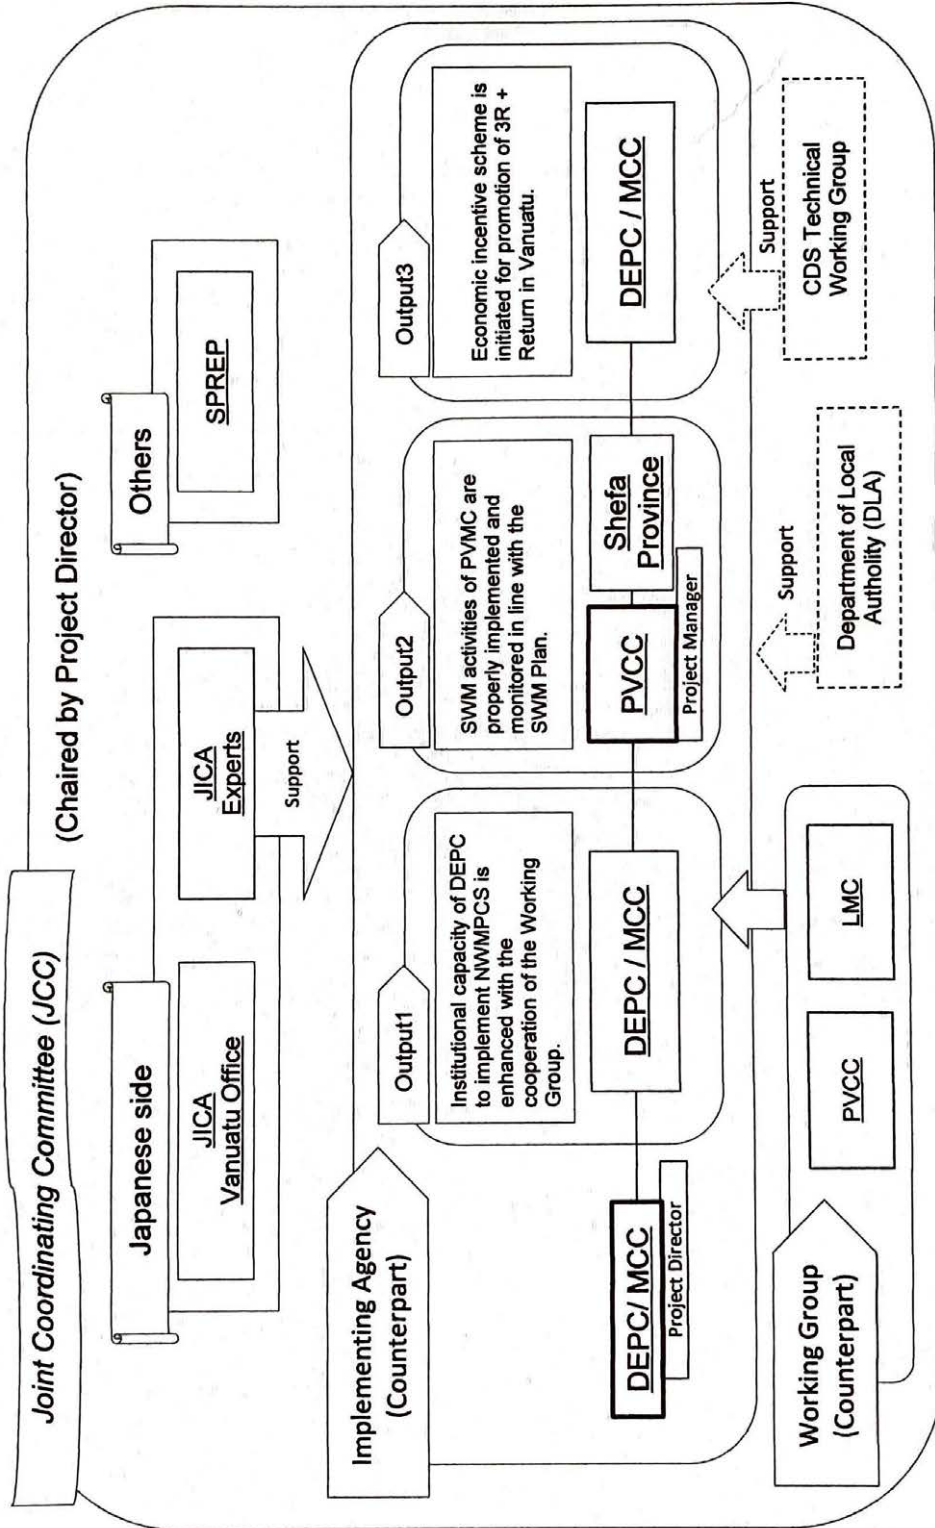 Joint Coordinating Committee (JCC)
(Chaired by Project Director)
Japanese side
JICA
Vanuatu Office
JICA
Experts
Support
Others
SPREP
Implementing Agency
(Counterpart)
Output1
Institutional capacity of DEPC
to implement NWMPCS is
enhanced with the
cooperation of the Working
Group.
Output2
SWM activities of PVMC are
properly implemented and
monitored in line with the
SWM Plan.
Output3
Economic incentive scheme is
initiated for promotion of 3R +
Return in Vanuatu.
DEPC/ MCC
Project Director
DEPC / MCC
PVCC
Project Manager
Shefa
Province
DEPC / MCC
Working Group
(Counterpart)
PVCC
LMC
Support
Department of Local
Autholity (DLA)
Support
CDS Technical
Working Group